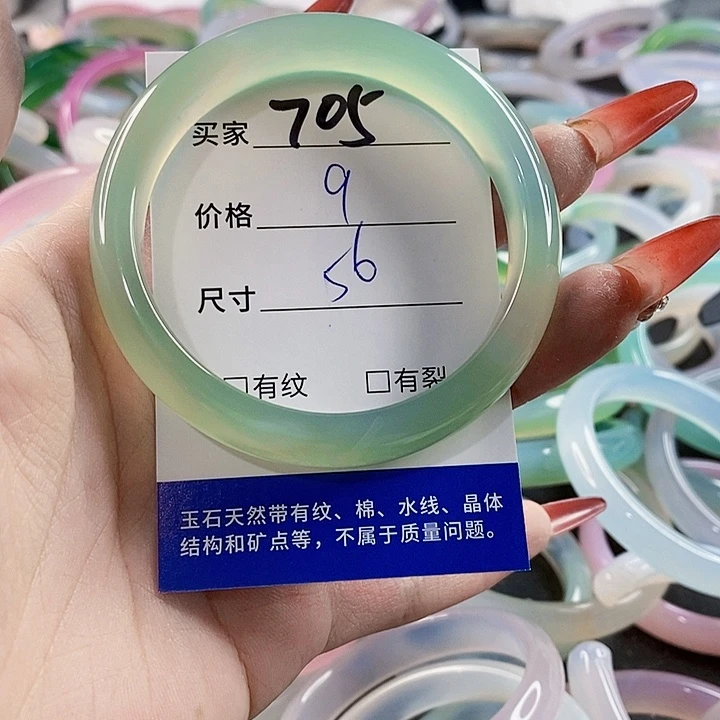 买家 705
价格 9
尺寸 56
□有纹 □有裂
玉石天然带有纹、棉、水线、晶体
结构和矿点等，不属于质量问题。